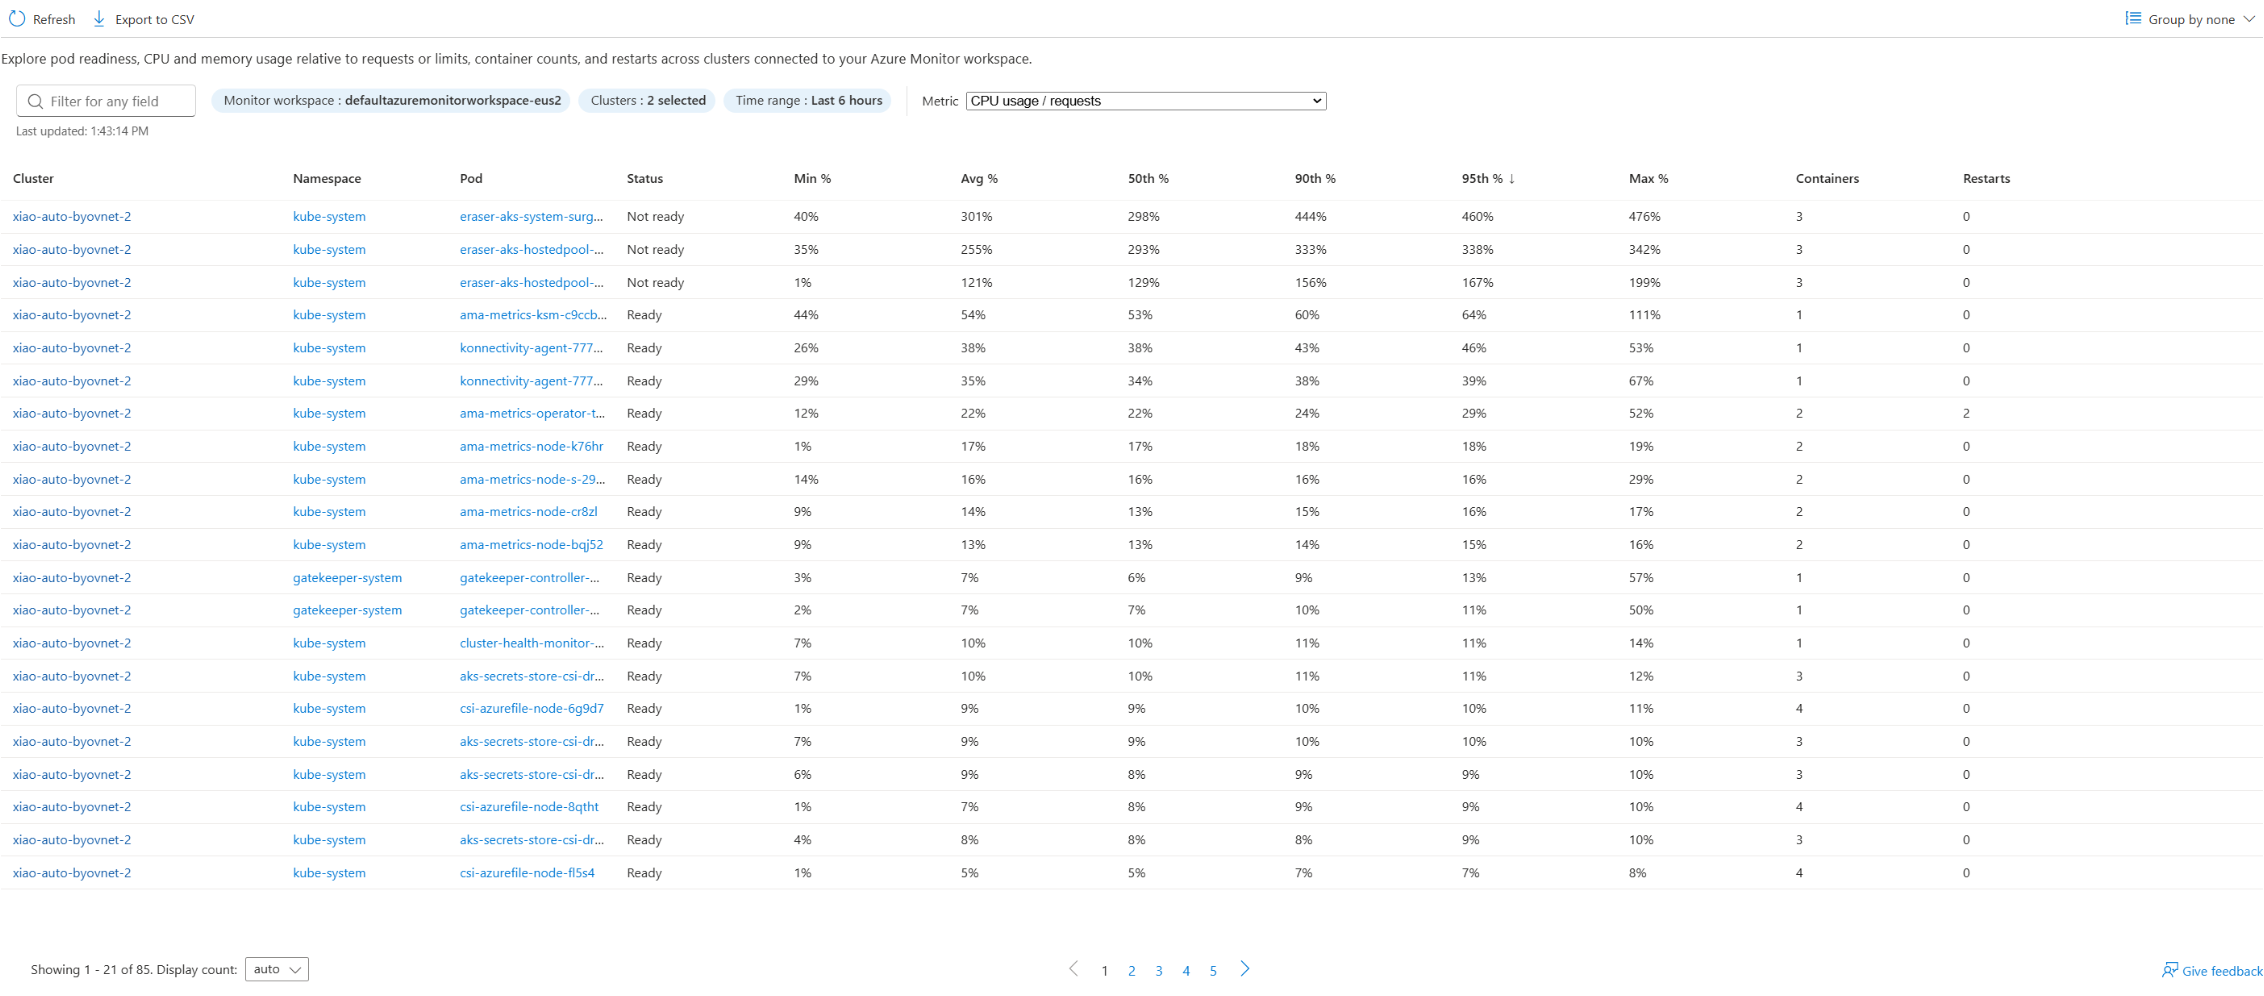 Refresh Export to CSV Group by none
Explore pod readiness, CPU and memory usage relative to requests or limits, container counts, and restarts across clusters connected to your Azure Monitor workspace.
Filter for any field Monitor workspace : defaultazuremonitorworkspace-eus2 Clusters : 2 selected Time range : Last 6 hours Metric CPU usage / requests
Last updated: 1:43:14 PM
Cluster Namespace Pod Status Min % Avg % 50th % 90th % 95th % ↓ Max % Containers Restarts
xiao-auto-byovnet-2 kube-system eraser-aks-system-surg... Not ready 40% 301% 298% 444% 460% 476% 3 0
xiao-auto-byovnet-2 kube-system eraser-aks-hostedpool-... Not ready 35% 255% 293% 333% 338% 342% 3 0
xiao-auto-byovnet-2 kube-system eraser-aks-hostedpool-... Not ready 1% 121% 129% 156% 167% 199% 3 0
xiao-auto-byovnet-2 kube-system ama-metrics-ksm-c9ccb... Ready 44% 54% 53% 60% 64% 111% 1 0
xiao-auto-byovnet-2 kube-system konnectivity-agent-777... Ready 26% 38% 38% 43% 46% 53% 1 0
xiao-auto-byovnet-2 kube-system konnectivity-agent-777... Ready 29% 35% 34% 38% 39% 67% 1 0
xiao-auto-byovnet-2 kube-system ama-metrics-operator-t... Ready 12% 22% 22% 24% 29% 52% 2 2
xiao-auto-byovnet-2 kube-system ama-metrics-node-k76hr Ready 1% 17% 17% 18% 18% 19% 2 0
xiao-auto-byovnet-2 kube-system ama-metrics-node-s-29... Ready 14% 16% 16% 16% 16% 29% 2 0
xiao-auto-byovnet-2 kube-system ama-metrics-node-cr8zl Ready 9% 14% 13% 15% 16% 17% 2 0
xiao-auto-byovnet-2 kube-system ama-metrics-node-bqj52 Ready 9% 13% 13% 14% 15% 16% 2 0
xiao-auto-byovnet-2 gatekeeper-system gatekeeper-controller-... Ready 3% 7% 6% 9% 13% 57% 1 0
xiao-auto-byovnet-2 gatekeeper-system gatekeeper-controller-... Ready 2% 7% 7% 10% 11% 50% 1 0
xiao-auto-byovnet-2 kube-system cluster-health-monitor-... Ready 7% 10% 10% 11% 11% 14% 1 0
xiao-auto-byovnet-2 kube-system aks-secrets-store-csi-dr... Ready 7% 10% 10% 11% 11% 12% 3 0
xiao-auto-byovnet-2 kube-system csi-azurefile-node-6g9d7 Ready 1% 9% 9% 10% 10% 11% 4 0
xiao-auto-byovnet-2 kube-system aks-secrets-store-csi-dr... Ready 7% 9% 9% 10% 10% 10% 3 0
xiao-auto-byovnet-2 kube-system aks-secrets-store-csi-dr... Ready 6% 9% 8% 9% 9% 10% 3 0
xiao-auto-byovnet-2 kube-system csi-azurefile-node-8qtht Ready 1% 7% 8% 9% 9% 10% 4 0
xiao-auto-byovnet-2 kube-system aks-secrets-store-csi-dr... Ready 4% 8% 8% 8% 9% 10% 3 0
xiao-auto-byovnet-2 kube-system csi-azurefile-node-fl5s4 Ready 1% 5% 5% 7% 7% 8% 4 0
Showing 1 - 21 of 85. Display count: auto 1 2 3 4 5 Give feedback